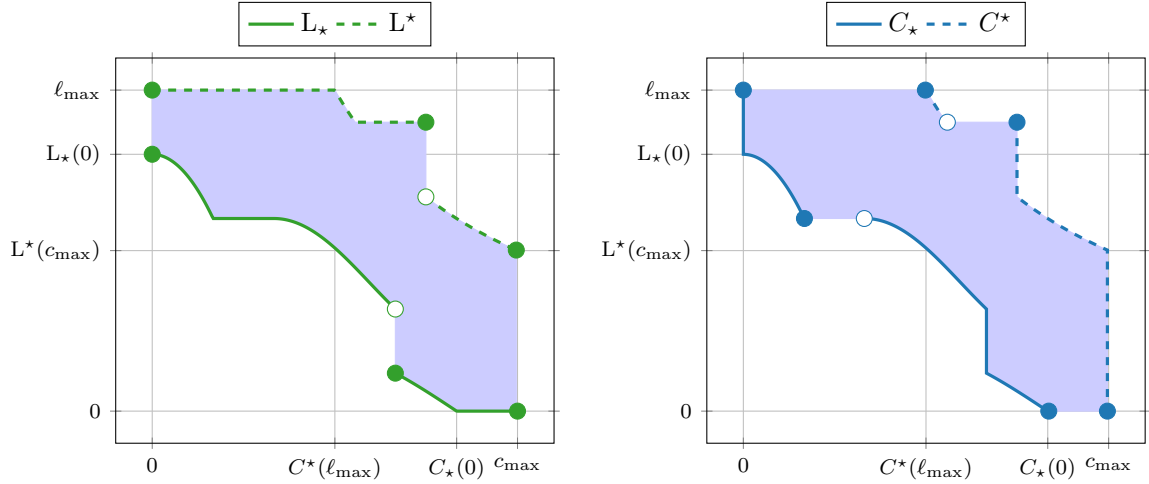 L⋆ L^⋆
ℓmax
L⋆(0)
L^⋆(cmax)
0
0 C^⋆(ℓmax) C⋆(0) cmax
C⋆ C^⋆
ℓmax
L⋆(0)
L^⋆(cmax)
0
0 C^⋆(ℓmax) C⋆(0) cmax